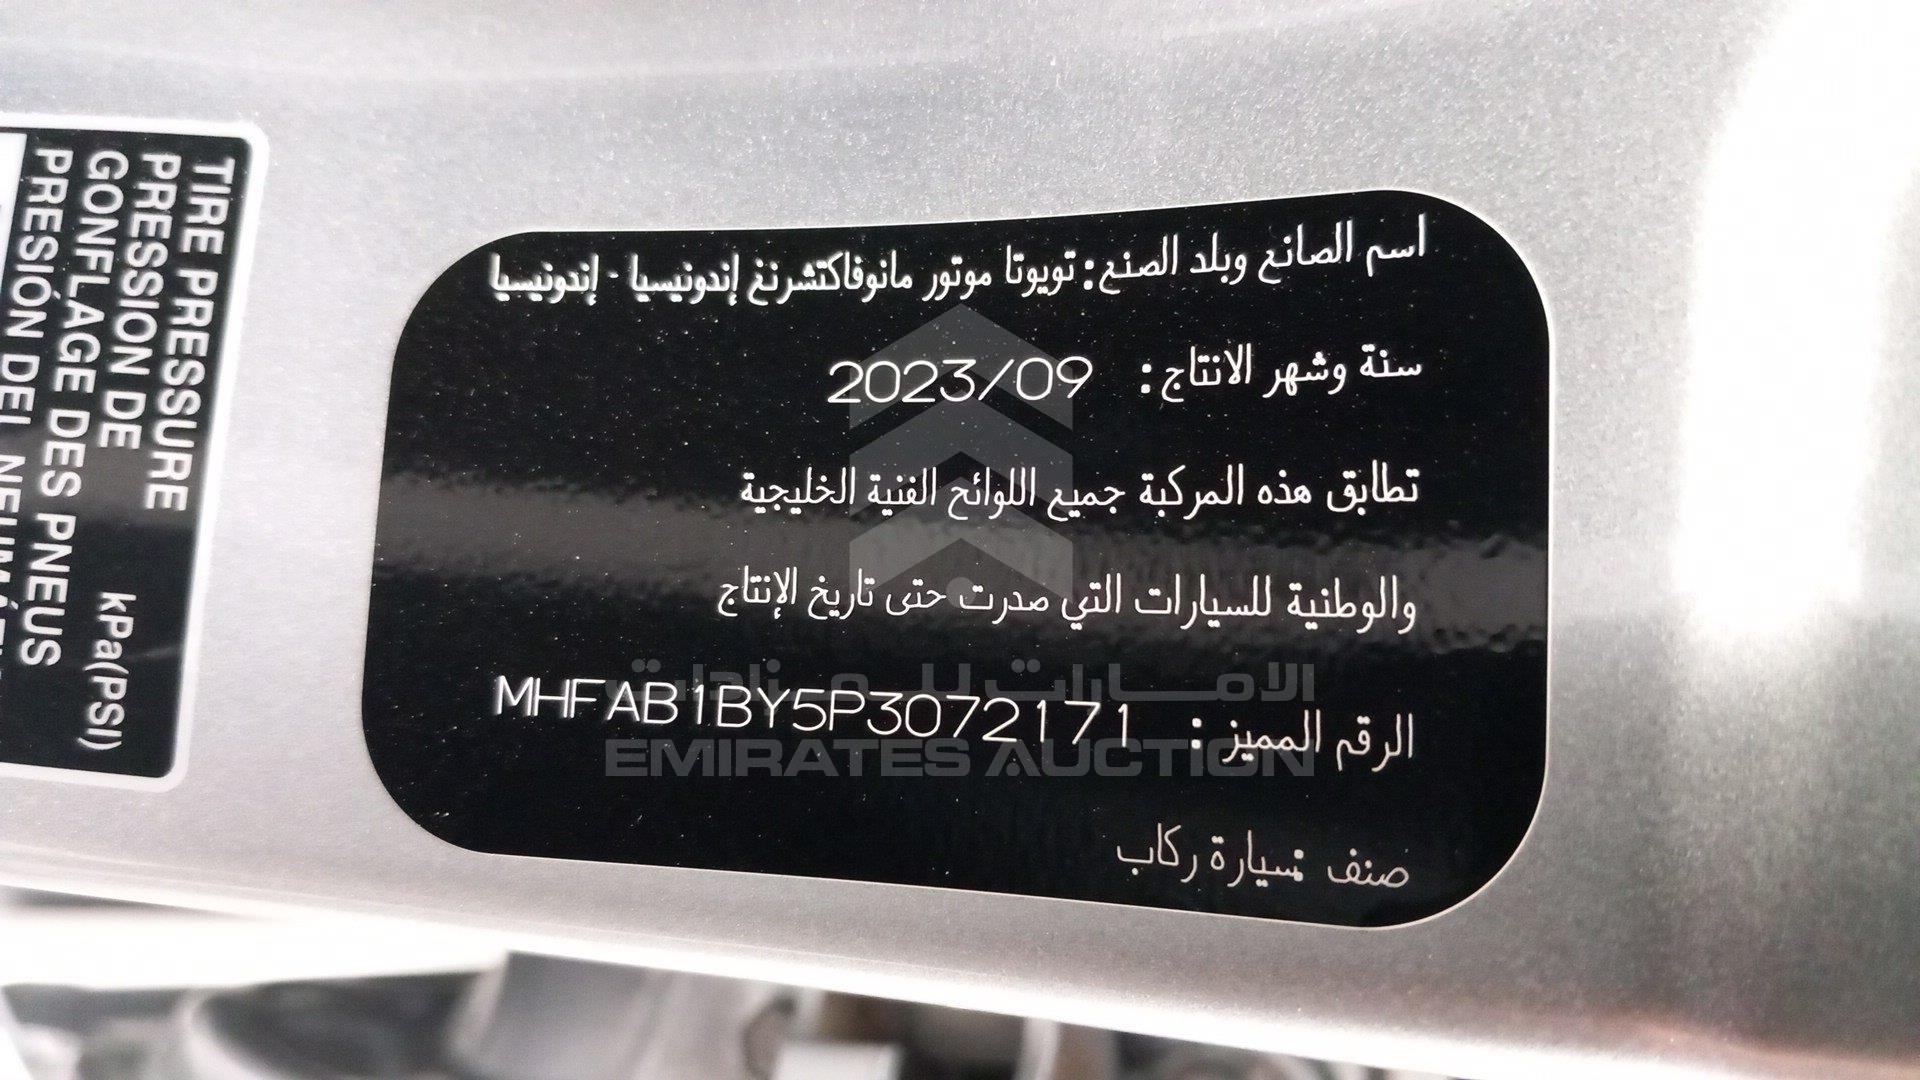 اسم الصانع وبلد الصنع: تويوتا موتور مانوفاكتشرنغ إندونيسيا - إندونيسيا
سنة وشهر الانتاج: 2023/09
تطابق هذه المركبة جميع اللوائح الفنية الخليجية
والوطنية للسيارات التي صدرت حتى تاريخ الإنتاج
الرقم المميز: MHFAB1BY5P3072171
صنف :سيارة ركاب
الامارات للمزادات
EMIRATES AUCTION
TIRE PRESSURE
PRESSION DE
GONFLAGE DES PNEUS
PRESIÓN DEL
kPa(PSI)